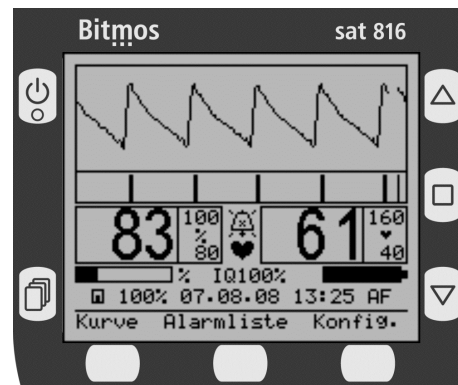 Bitmos sat 816
83 100 % 80 61 160 40
% IQ100%
100% 07.08.08 13:25 AF
Kurve Alarmliste Konfig.